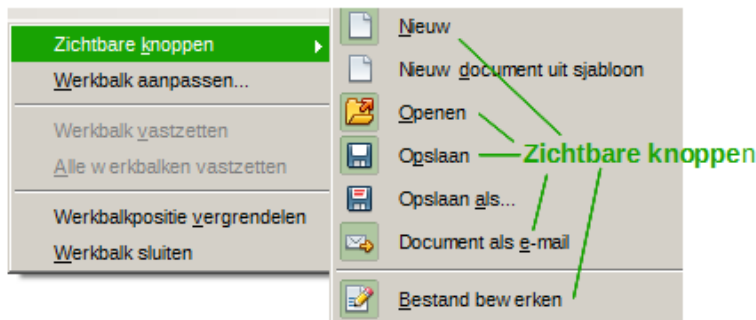 Zichtbare knoppen
Werkbalk aanpassen...
Werkbalk vastzetten
Alle werkbalken vastzetten
Werkbalkpositie vergrendelen
Werkbalk sluiten
Nieuw
Nieuw document uit sjabloon
Openen
Opslaan
Opslaan als...
Document als e-mail
Bestand bewerken
Zichtbare knoppen